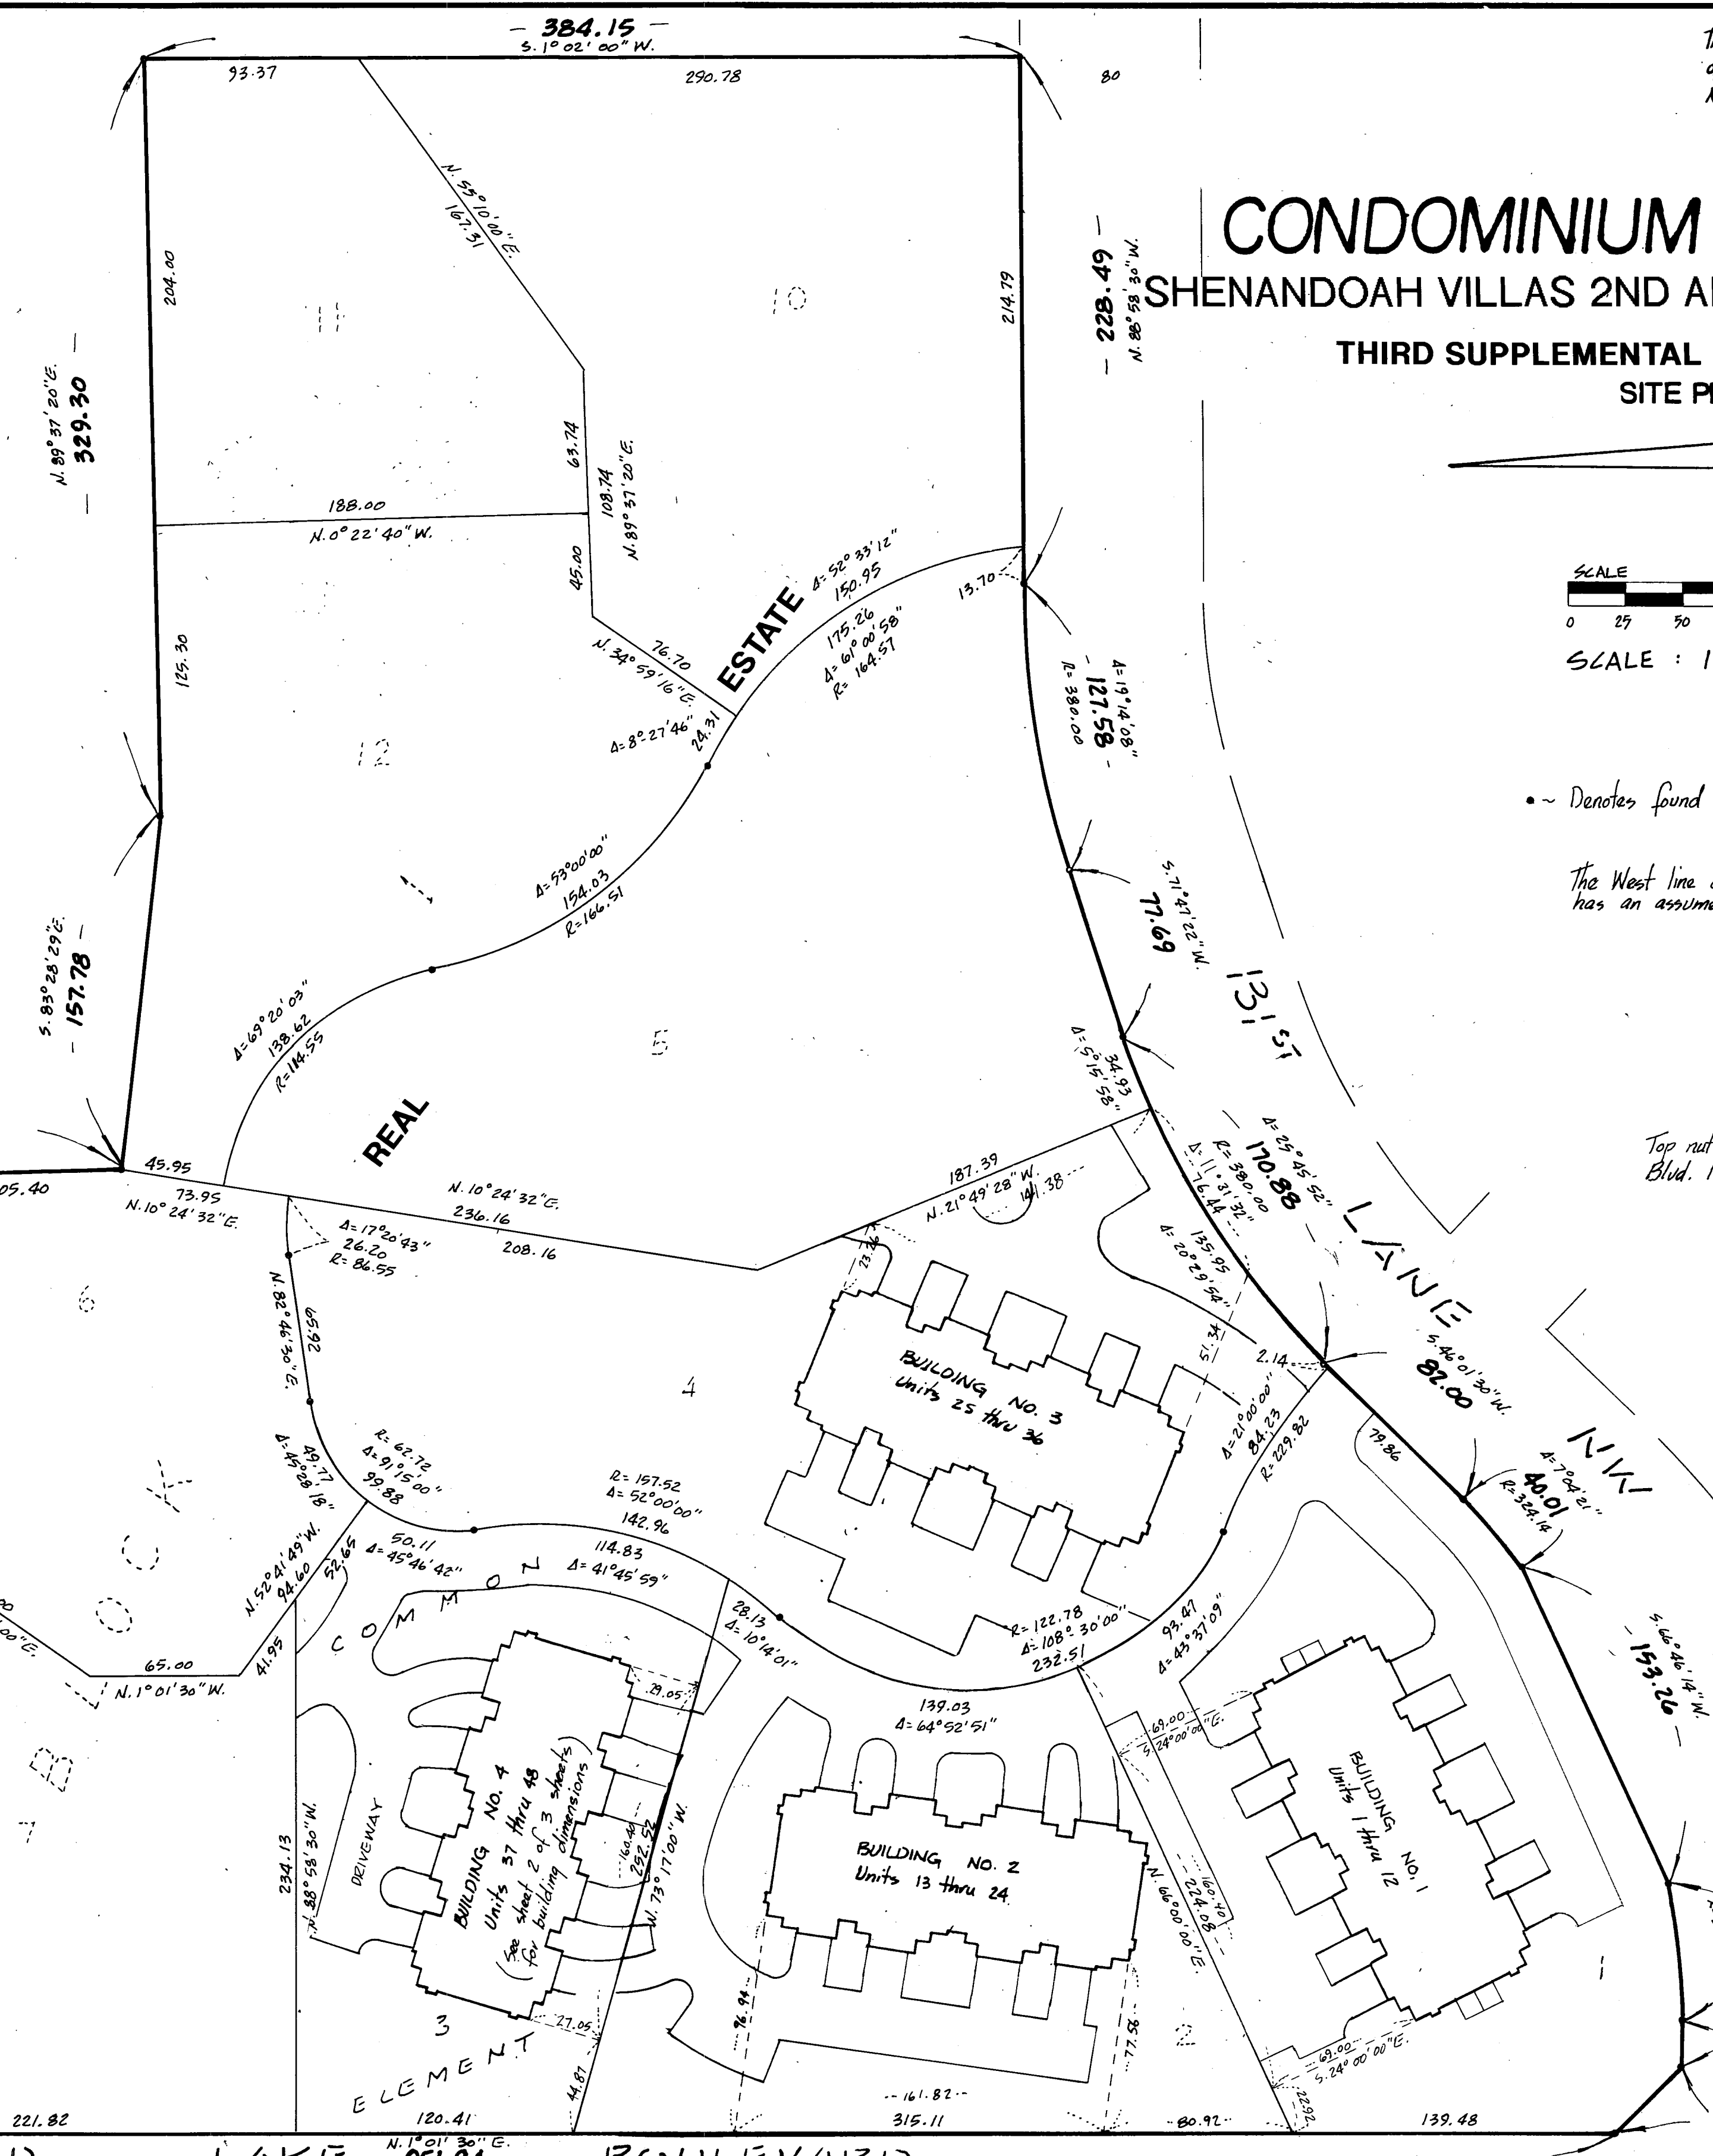 - 384.15 -
S. 1° 02' 00" W.
93.37
290.78
80
CONDOMINIUM
SHENANDOAH VILLAS 2ND
THIRD SUPPLEMENTAL
SITE
N. 55° 10' 00" E.
167.31
204.00
11
10
214.79
- 228.49 -
N. 88° 58' 30" W.
N. 89° 37' 20" E.
- 329.30 -
63.74
108.74
N. 89° 37' 20" E.
188.00
N. 0° 22' 40" W.
45.00
SCALE
0 25 50
SCALE : 1
Δ= 52° 33' 12"
150.95
175.26
Δ= 61° 00' 58"
R= 164.57
13.70
125.30
76.70
N. 34° 59' 16" E.
ESTATE
Δ= 8° 27' 46"
24.31
Δ= 19° 14' 08"
- 127.58 -
R= 380.00
12
• ~ Denotes found
The West line
has an
S. 71° 47' 22" W.
77.69
Δ= 53° 00' 00"
154.03
R= 166.51
S. 83° 28' 29" E.
- 157.78 -
Δ= 69° 20' 03"
138.62
R= 114.55
5
131 ST
34.93
Δ= 5° 15' 58"
REAL
Top nut
Blvd.
45.95
05.40
73.95
N. 10° 24' 32" E.
N. 10° 24' 32" E.
236.16
208.16
187.39
N. 21° 49' 28" W.
141.38
Δ= 25° 45' 52"
- 170.88 -
R= 380.00
Δ= 11° 31' 32"
76.44
135.95
Δ= 20° 29' 54"
LANE
Δ= 17° 20' 43"
26.20
R= 86.55
23.26
6
N. 82° 46' 30" E.
65.92
4
BUILDING NO. 3
Units 25 thru 36
51.34
2.14
S. 46° 01' 30" W.
82.00
79.86
N.W.
Δ= 7° 04' 21"
40.01
R= 324.14
Δ= 21° 00' 00"
84.23
R= 229.82
R= 62.72
Δ= 91° 15' 00"
99.88
49.77
Δ= 45° 28' 18"
R= 157.52
Δ= 52° 00' 00"
142.96
114.83
Δ= 41° 45' 59"
50.11
Δ= 45° 46' 42"
N. 52° 41' 49" W.
94.60
52.65
41.95
COMMON
28.13
Δ= 10° 14' 01"
R= 122.78
Δ= 108° 30' 00"
232.51
93.47
Δ= 43° 37' 09"
S. 66° 46' 14" W.
- 153.26 -
65.00
N. 1° 01' 30" W.
29.05
139.03
Δ= 64° 52' 51"
69.00
S. 24° 00' 00" E.
BLOCK
7
234.13
N. 88° 58' 30" W.
DRIVEWAY
BUILDING NO. 4
Units 37 thru 48
(See sheet 2 of 3 sheets
for building dimensions)
160.40
252.52
N. 73° 17' 00" W.
BUILDING NO. 2
Units 13 thru 24
160.40
224.08
N. 66° 00' 00" E.
BUILDING NO. 1
Units 1 thru 12
1
3
27.05
96.94
77.56
2
69.00
S. 24° 00' 00" E.
22.92
ELEMENT
44.87
161.82
221.82
120.41
315.11
80.92
139.48
N. 1° 01' 30" E.
LAKE BOULEVARD